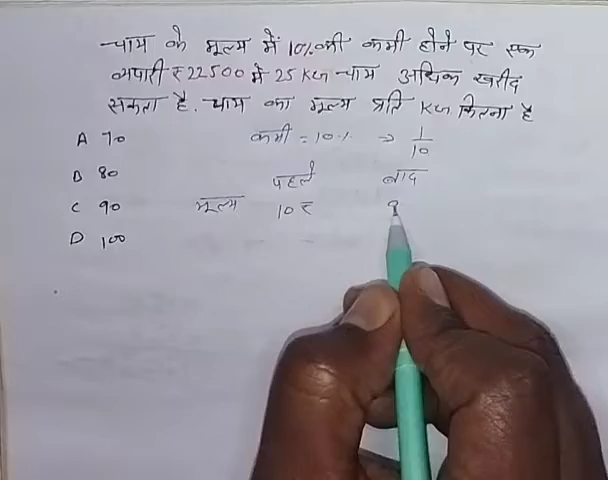 चाय के मूल्य में 10% की कमी होने पर एक
व्यपारी ₹22500 में 25 KG चाय अधिक खरीद
सकता है. चाय का मूल्य प्रति KG कितना है
A 70 कमी = 10% → 1/10
B 80 पहले बाद
C 90 मूल्य 10 ₹ 9
D 100